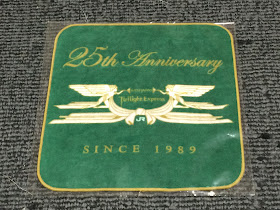 25th Anniversary
Twilight Express
JR
SINCE 1989